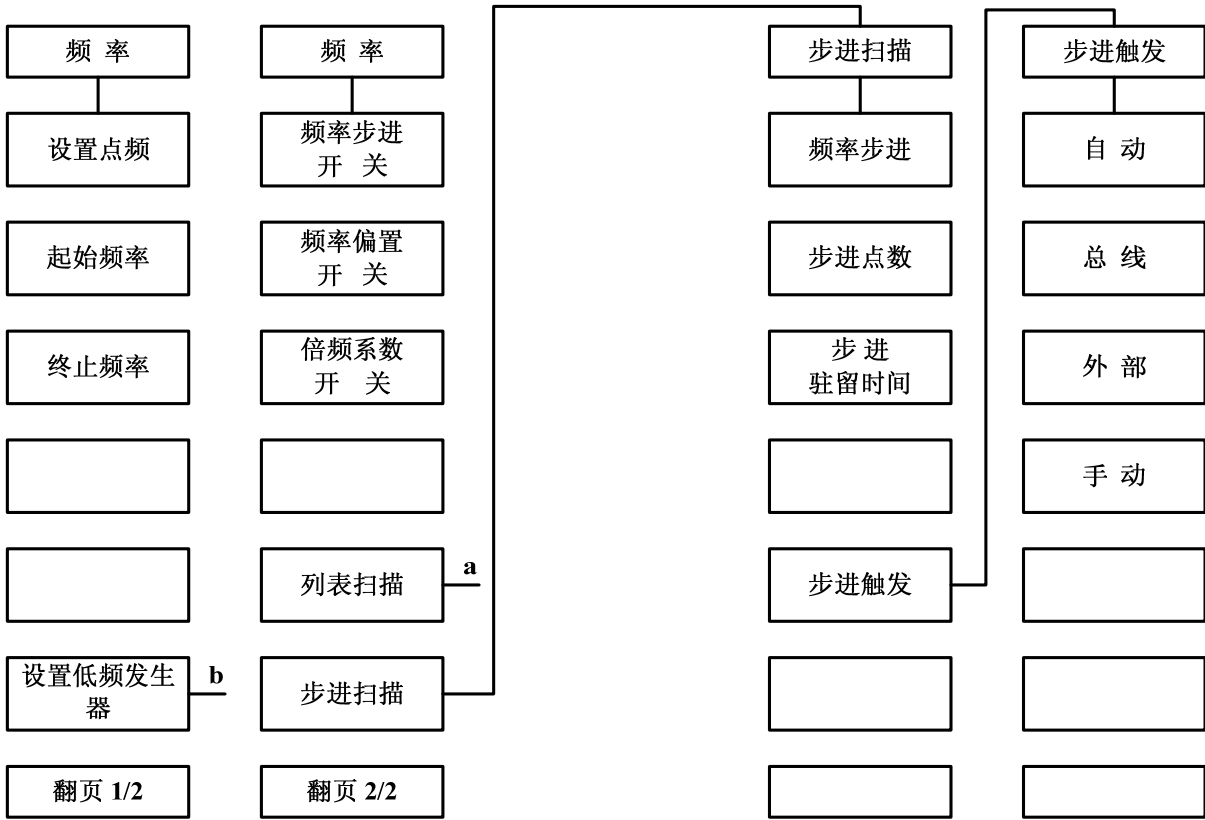 频 率
设置点频
起始频率
终止频率
设置低频发生
器
b
翻页 1/2
频 率
频率步进
开 关
频率偏置
开 关
倍频系数
开 关
列表扫描
a
步进扫描
翻页 2/2
步进扫描
频率步进
步进点数
步 进
驻留时间
步进触发
步进触发
自 动
总 线
外 部
手 动